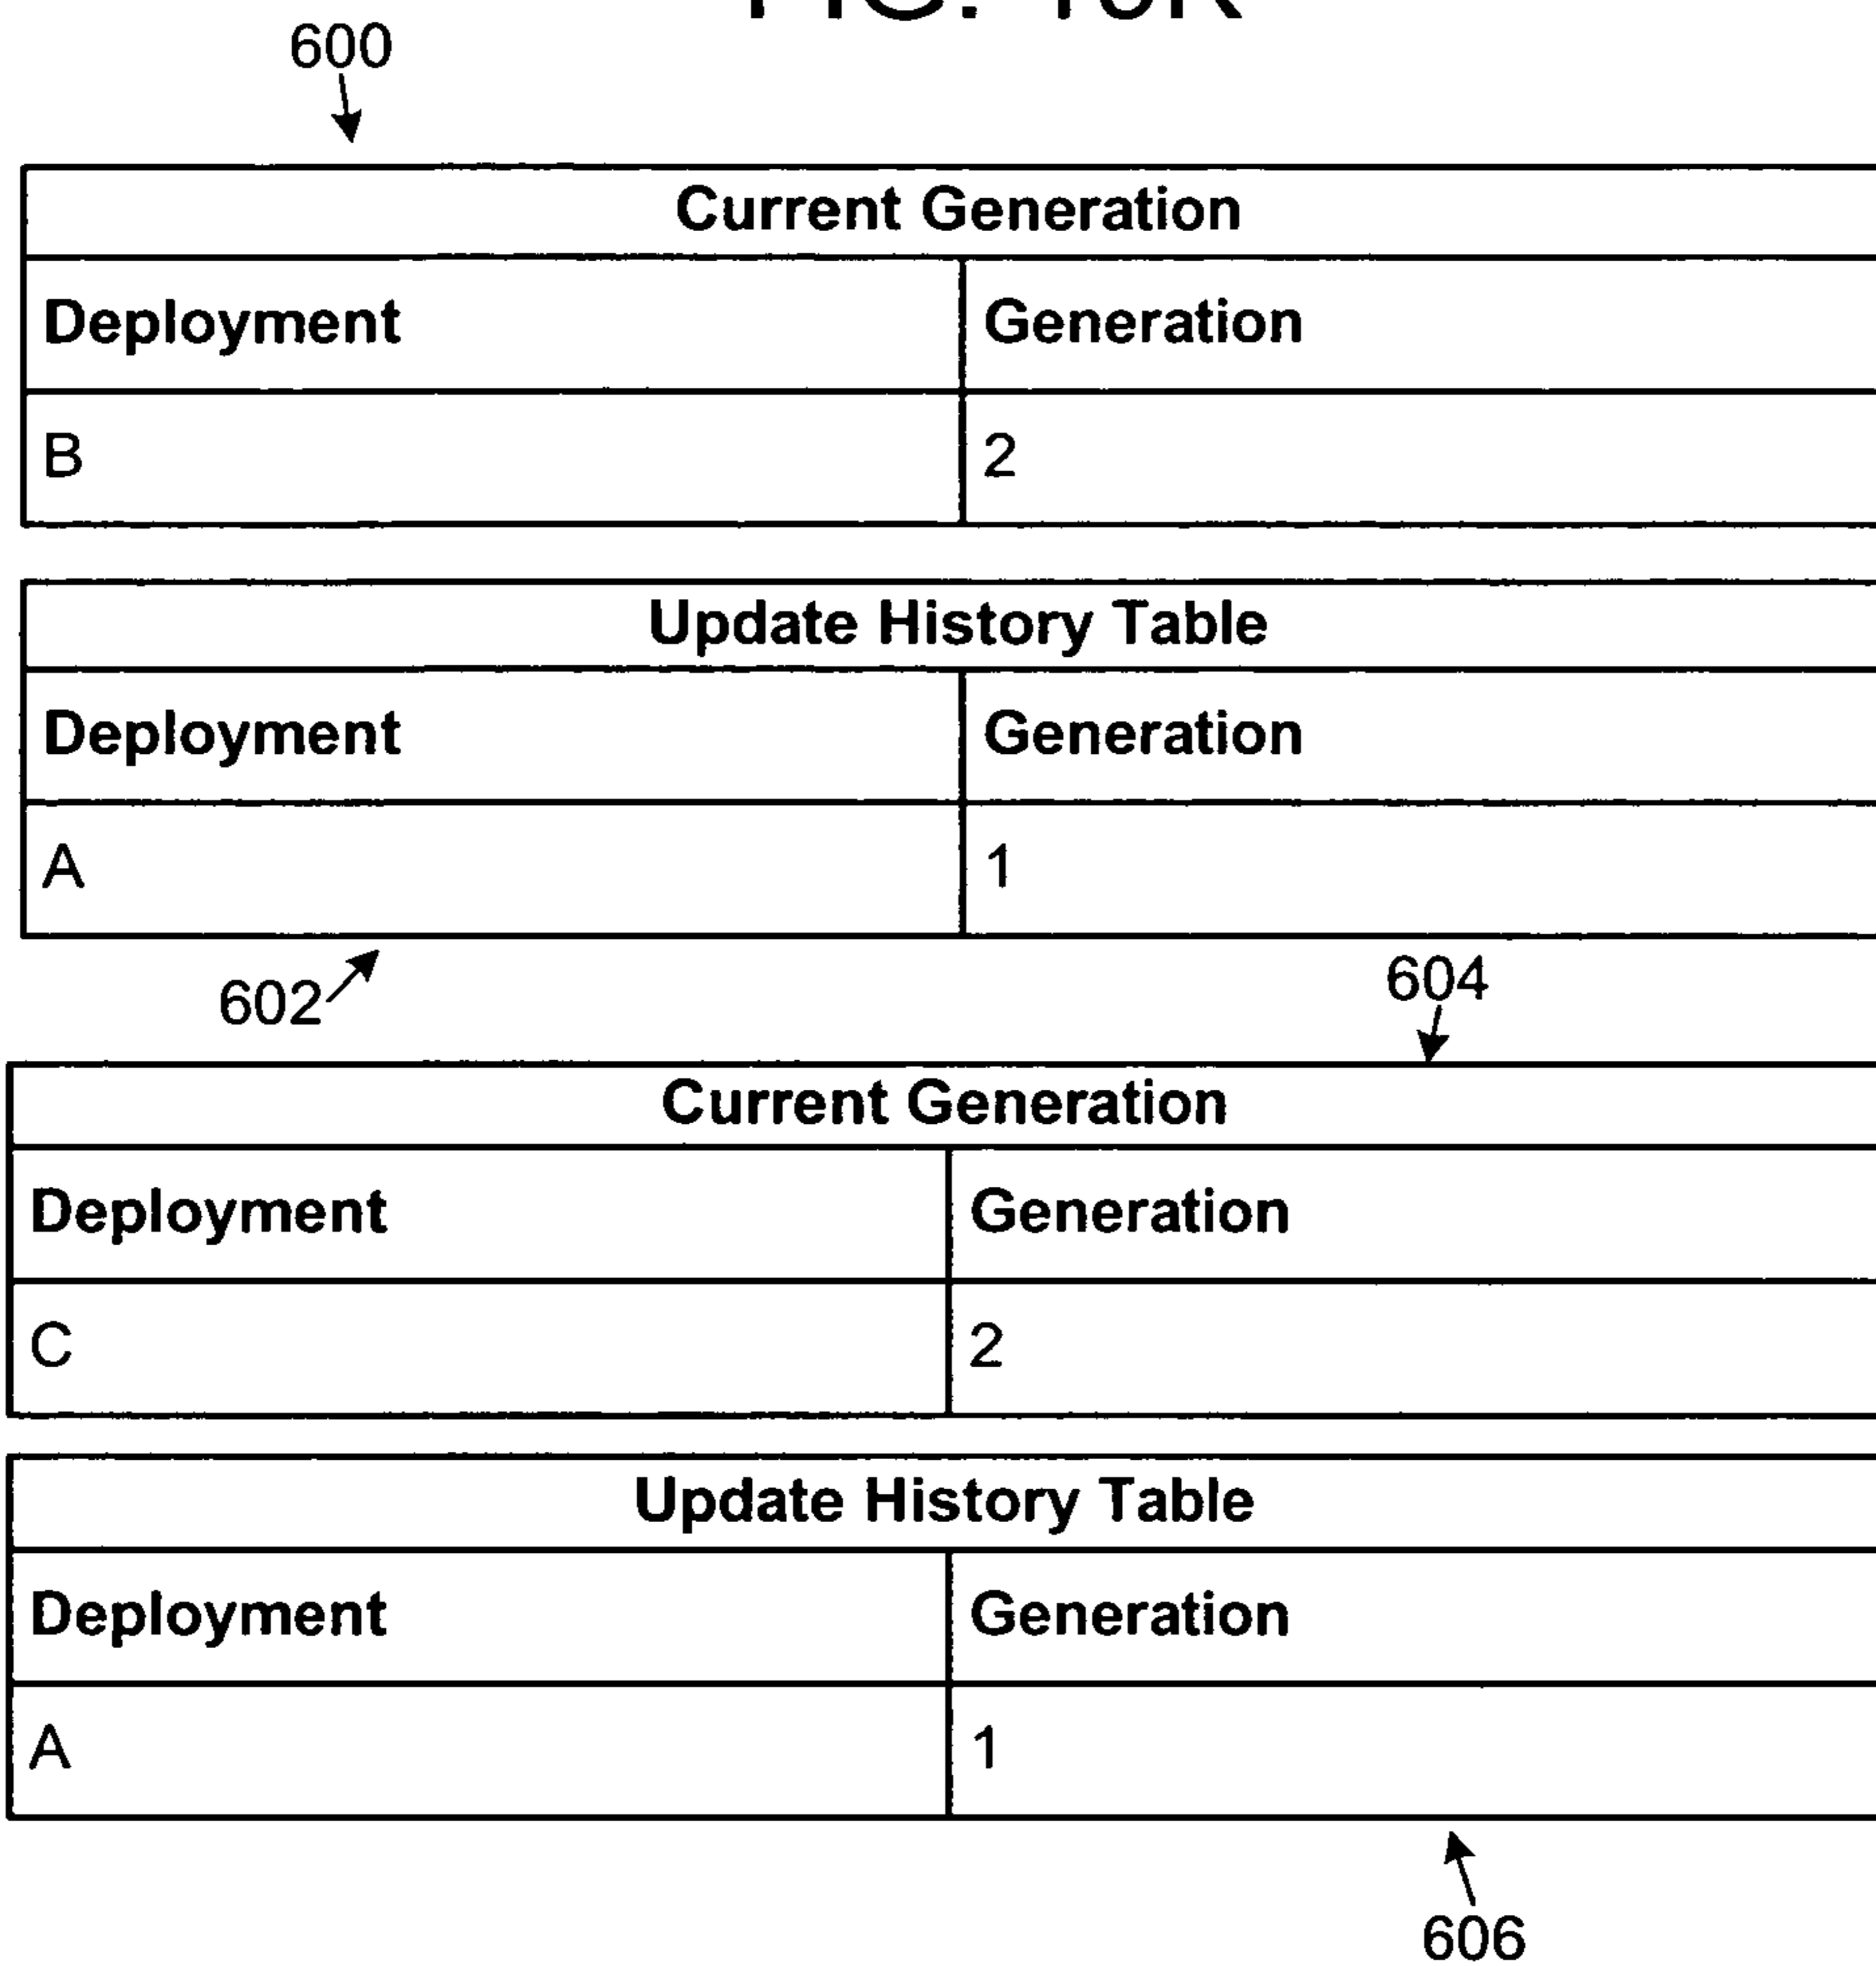 600
Current Generation
Deployment Generation
B 2
Update History Table
Deployment Generation
A 1
602
604
Current Generation
Deployment Generation
C 2
Update History Table
Deployment Generation
A 1
606